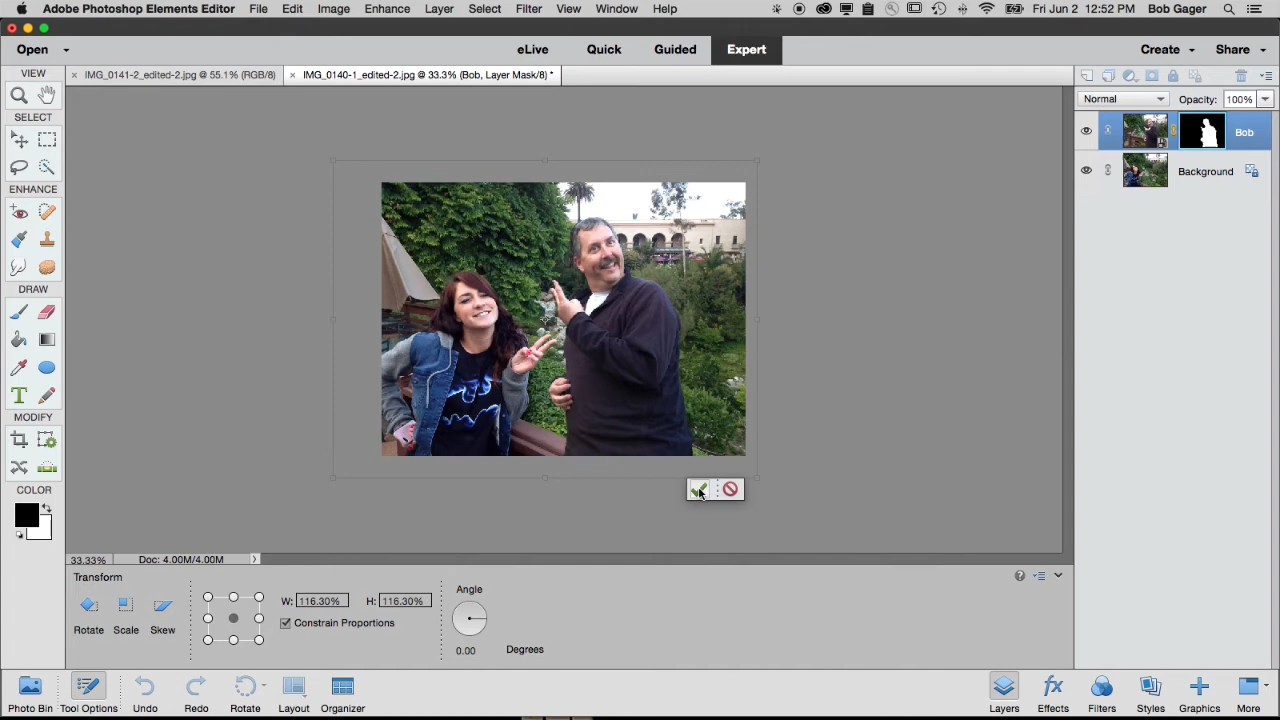 Adobe Photoshop Elements Editor File Edit Image Enhance Layer Select Filter View Window Help Fri Jun 2 12:52 PM Bob Gager
Open eLive Quick Guided Expert Create Share
VIEW × IMG_0141-2_edited-2.jpg @ 55.1% (RGB/8) × IMG_0140-1_edited-2.jpg @ 33.3% (Bob, Layer Mask/8) *
Normal Opacity: 100%
SELECT
Bob
Background
ENHANCE
DRAW
T
MODIFY
COLOR
33.33% Doc: 4.00M/4.00M
Transform
Angle
W: 116.30% H: 116.30%
Constrain Proportions
Rotate Scale Skew
0.00 Degrees
Photo Bin Tool Options Undo Redo Rotate Layout Organizer Layers fx Effects Filters Styles Graphics More